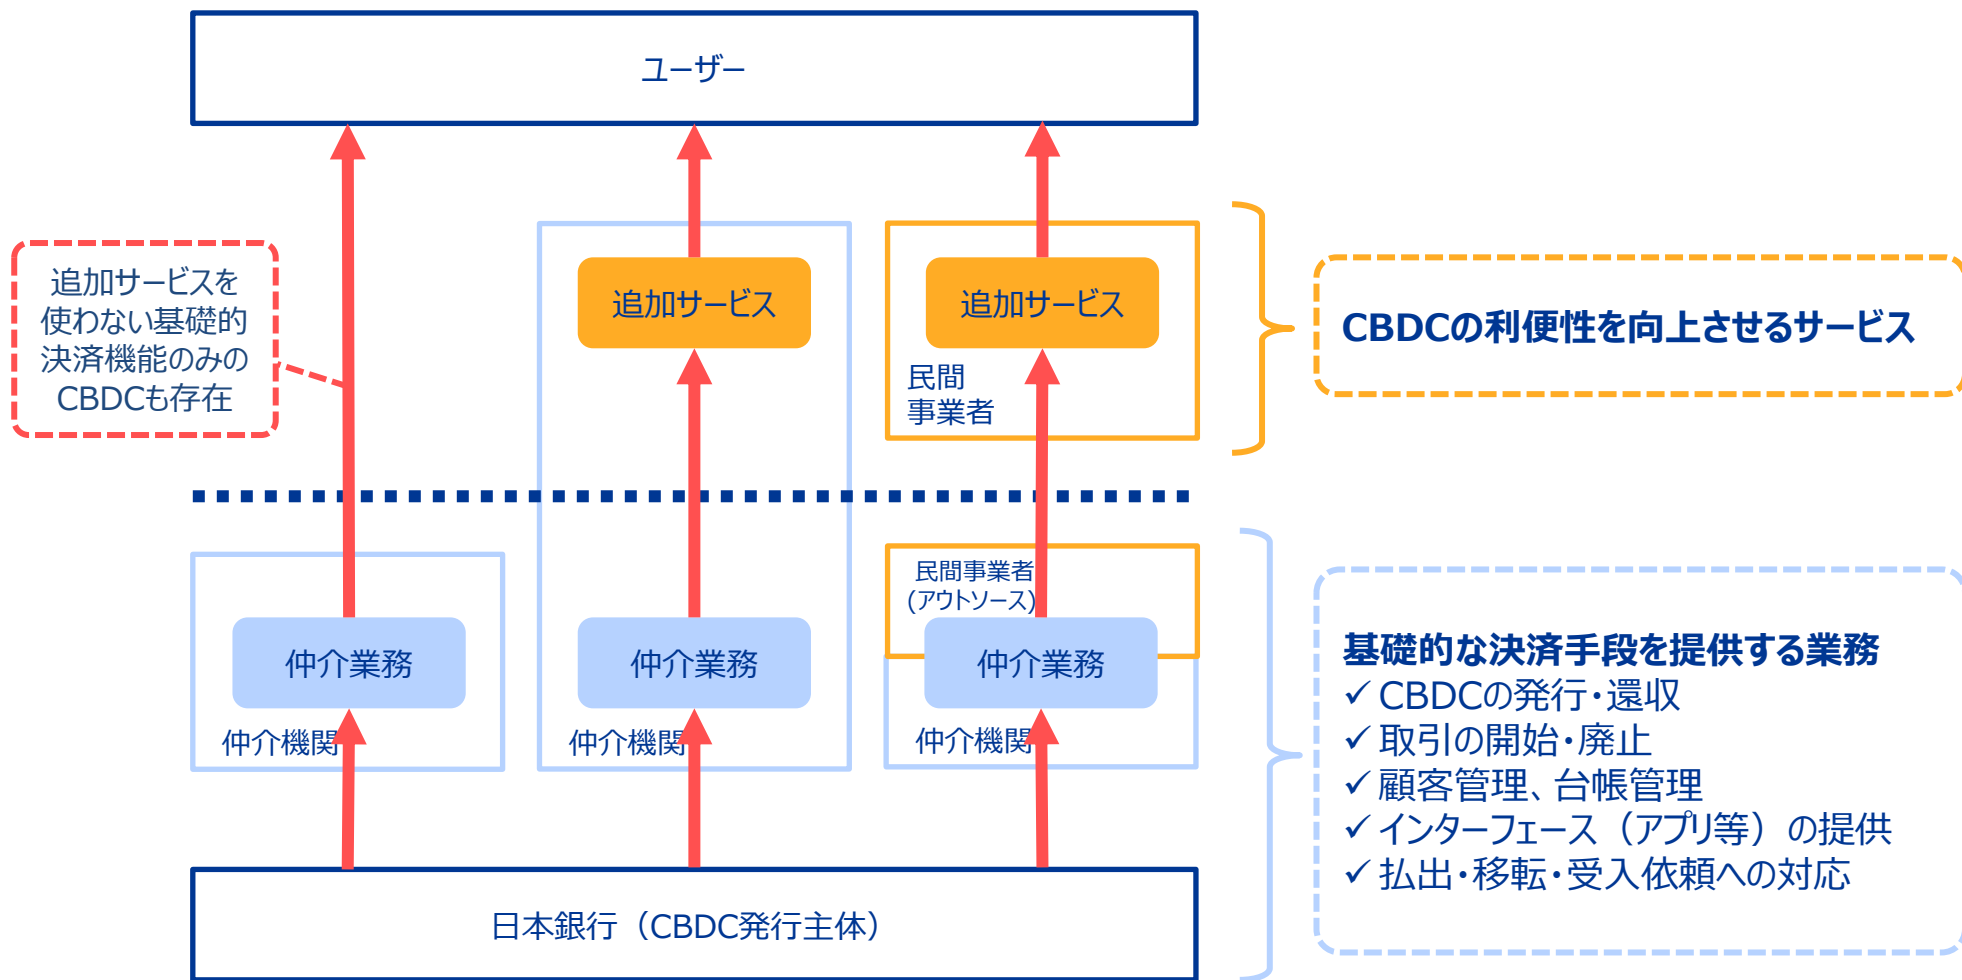 ユーザー
追加サービスを
使わない基礎的
決済機能のみの
CBDCも存在
追加サービス
追加サービス
民間
事業者
CBDCの利便性を向上させるサービス
民間事業者
(アウトソース)
仲介業務
仲介業務
仲介業務
仲介機関
仲介機関
仲介機関
基礎的な決済手段を提供する業務
✓ CBDCの発行・還収
✓ 取引の開始・廃止
✓ 顧客管理、台帳管理
✓ インターフェース（アプリ等）の提供
✓ 払出・移転・受入依頼への対応
日本銀行（CBDC発行主体）